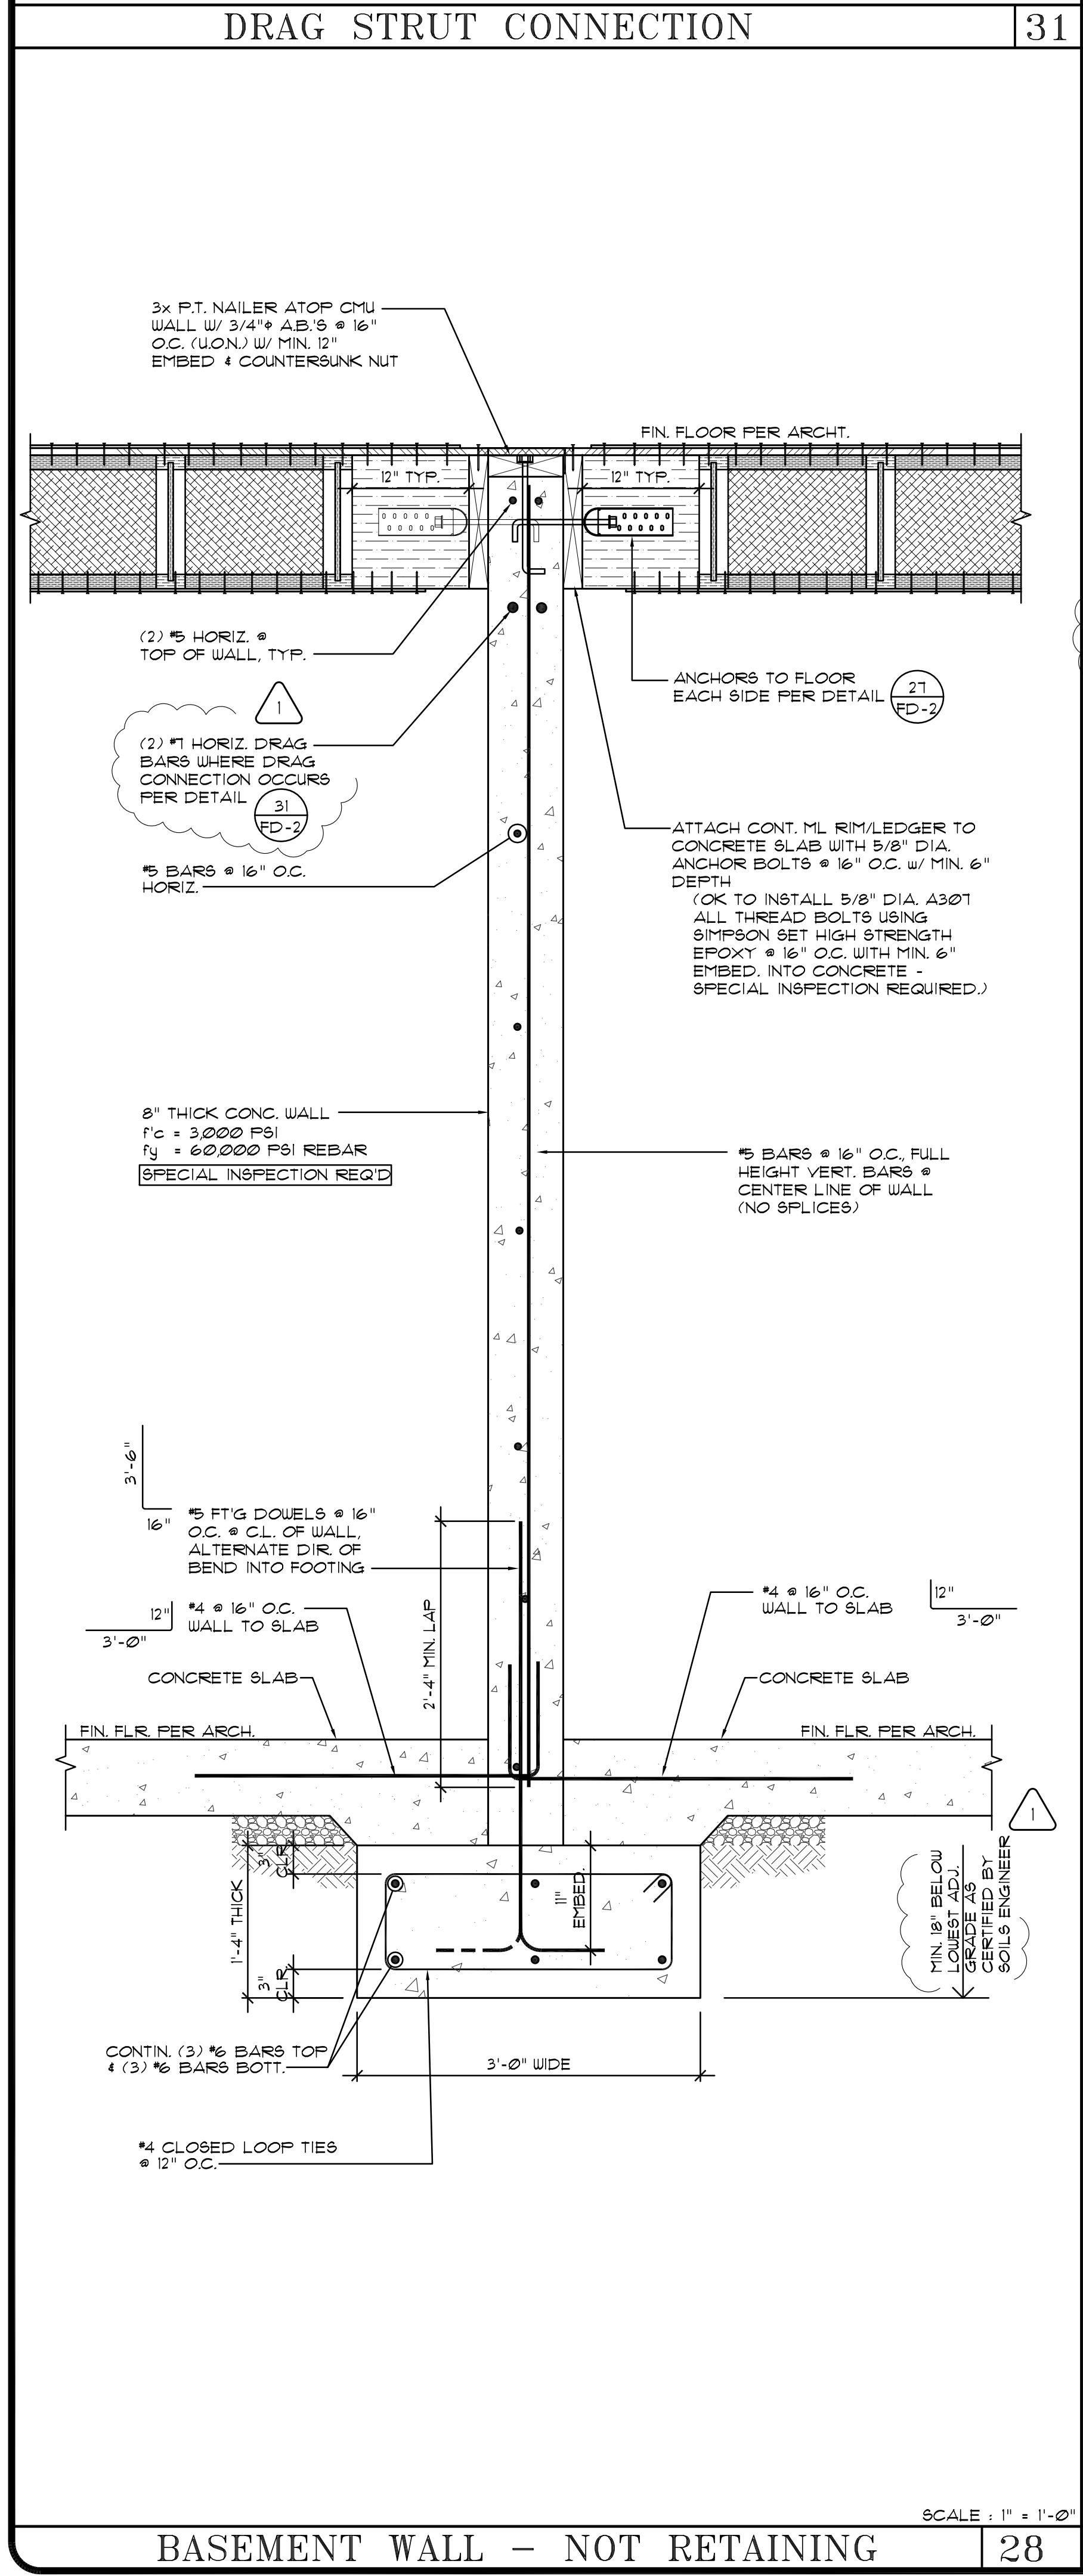 DRAG STRUT CONNECTION
31
3x P.T. NAILER ATOP CMU
WALL W/ 3/4"φ A.B.'S @ 16"
O.C. (U.O.N.) W/ MIN. 12"
EMBED & COUNTERSUNK NUT
FIN. FLOOR PER ARCHT.
12" TYP.
12" TYP.
(2) #5 HORIZ. @
TOP OF WALL, TYP.
1
(2) #7 HORIZ. DRAG
BARS WHERE DRAG
CONNECTION OCCURS
PER DETAIL
31
FD-2
#5 BARS @ 16" O.C.
HORIZ.
ANCHORS TO FLOOR
EACH SIDE PER DETAIL
27
FD-2
ATTACH CONT. ML RIM/LEDGER TO
CONCRETE SLAB WITH 5/8" DIA.
ANCHOR BOLTS @ 16" O.C. w/ MIN. 6"
DEPTH
(OK TO INSTALL 5/8" DIA. A307
ALL THREAD BOLTS USING
SIMPSON SET HIGH STRENGTH
EPOXY @ 16" O.C. WITH MIN. 6"
EMBED. INTO CONCRETE -
SPECIAL INSPECTION REQUIRED.)
8" THICK CONC. WALL
f'c = 3,000 PSI
fy = 60,000 PSI REBAR
SPECIAL INSPECTION REQ'D
#5 BARS @ 16" O.C., FULL
HEIGHT VERT. BARS @
CENTER LINE OF WALL
(NO SPLICES)
3'-6"
16"
#5 FT'G DOWELS @ 16"
O.C. @ C.L. OF WALL,
ALTERNATE DIR. OF
BEND INTO FOOTING
12"
3'-0"
#4 @ 16" O.C.
WALL TO SLAB
2'-4" MIN. LAP
#4 @ 16" O.C.
WALL TO SLAB
12"
3'-0"
CONCRETE SLAB
CONCRETE SLAB
FIN. FLR. PER ARCH.
FIN. FLR. PER ARCH.
1
1'-4" THICK
3"
CLR
3"
CLR
11"
EMBED.
MIN. 18" BELOW
LOWEST ADJ.
GRADE AS
CERTIFIED BY
SOILS ENGINEER
CONTIN. (3) #6 BARS TOP
& (3) #6 BARS BOTT.
3'-0" WIDE
#4 CLOSED LOOP TIES
@ 12" O.C.
SCALE : 1" = 1'-0"
BASEMENT WALL - NOT RETAINING
28